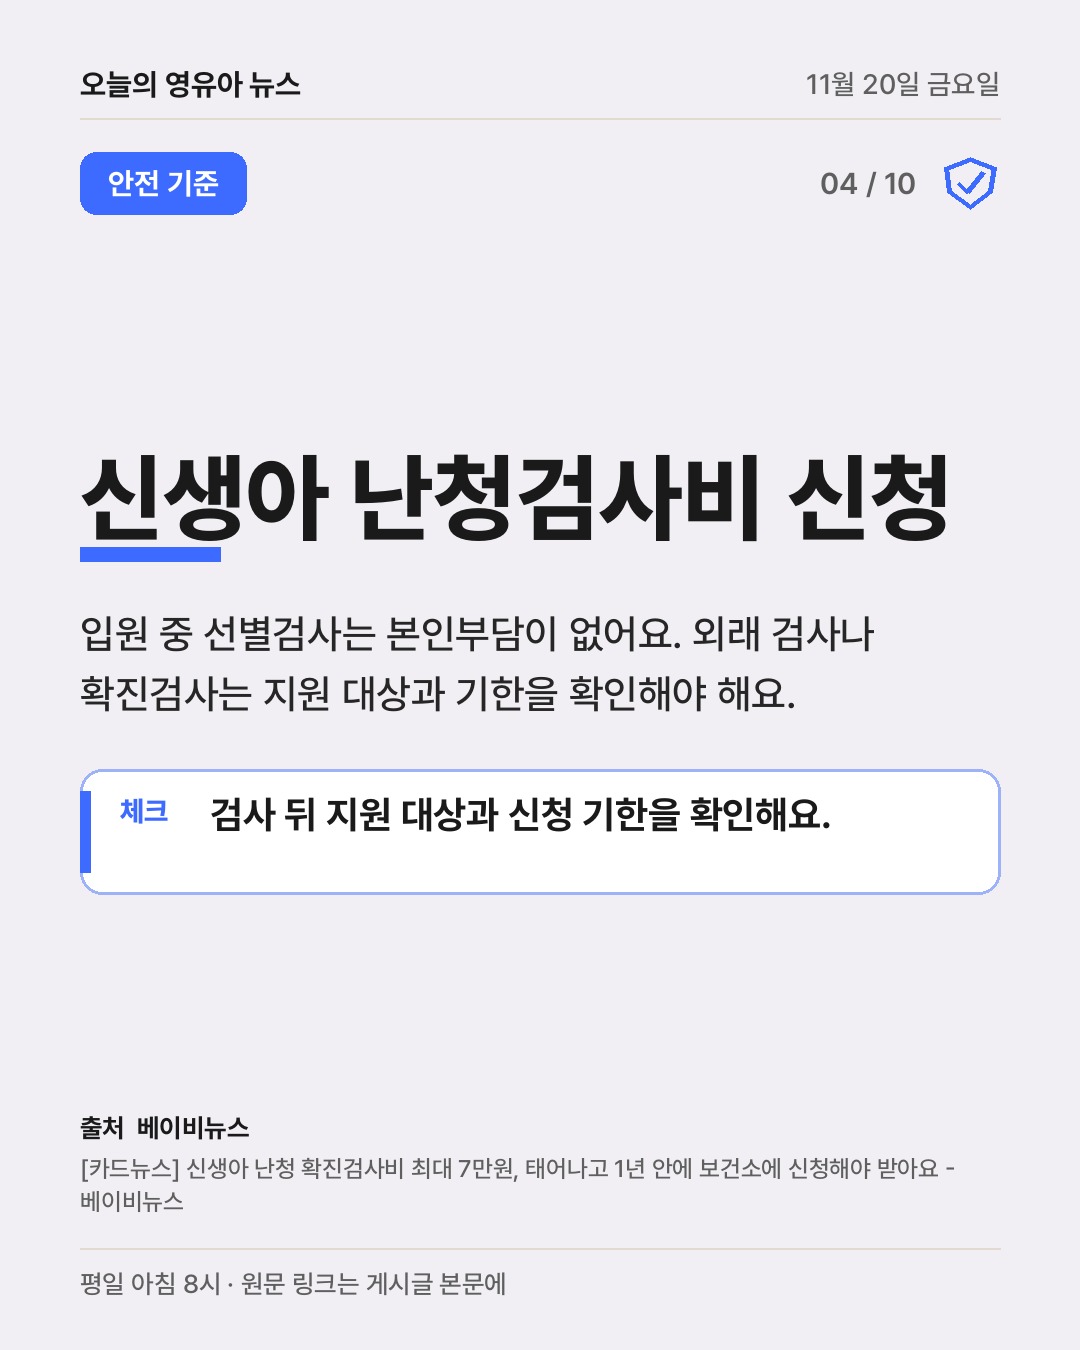 오늘의 영유아 뉴스
11월 20일 금요일
안전 기준
04 / 10
신생아 난청검사비 신청
입원 중 선별검사는 본인부담이 없어요. 외래 검사나
확진검사는 지원 대상과 기한을 확인해야 해요.
체크 검사 뒤 지원 대상과 신청 기한을 확인해요.
출처 베이비뉴스
[카드뉴스] 신생아 난청 확진검사비 최대 7만원, 태어나고 1년 안에 보건소에 신청해야 받아요 -
베이비뉴스
평일 아침 8시 · 원문 링크는 게시글 본문에